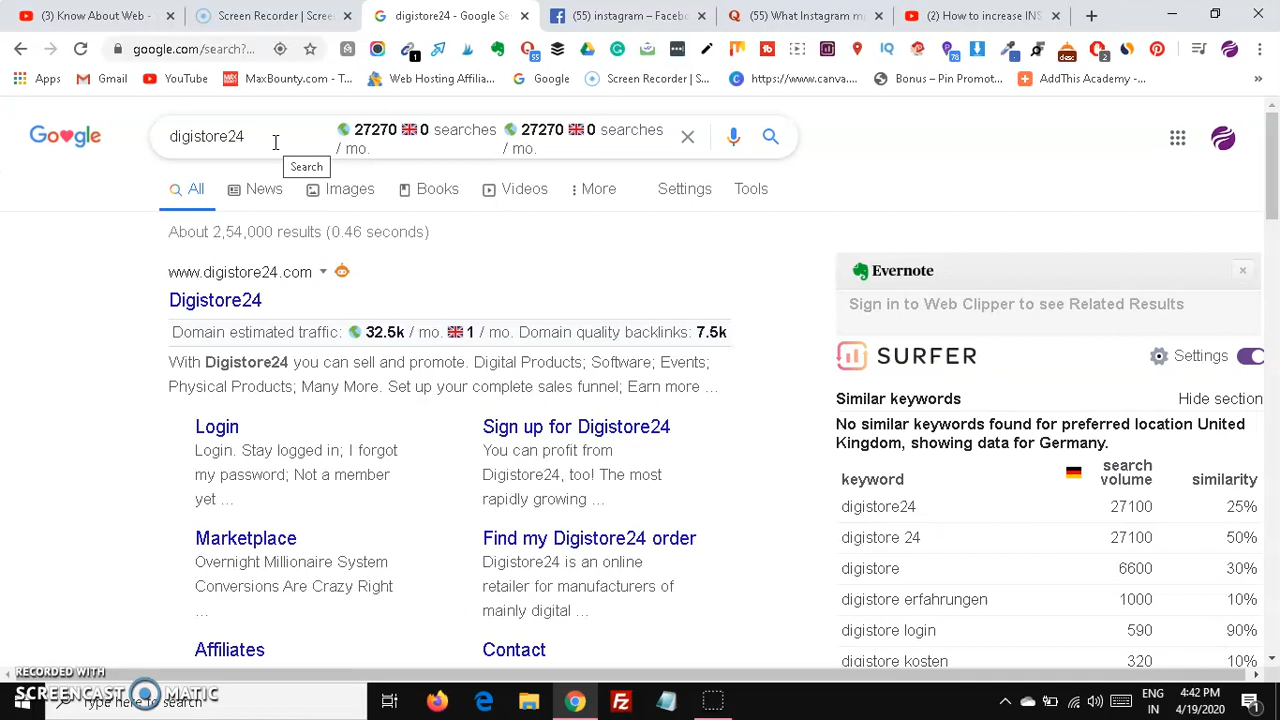 (3) Know About Web -
Screen Recorder | Scree
digistore24 - Google Se
(55) instagram – Facebo
(55) What Instagram mu
(2) How to increase INS
google.com/search?...
Apps
Gmail
YouTube
MaxBounty.com - T...
Web Hosting Affilia...
Google
Screen Recorder | S...
https://www.canva....
Bonus – Pin Promot...
AddThis Academy -...
Google
digistore24
27270 0 searches / mo.
27270 0 searches / mo.
Search
All
News
Images
Books
Videos
More
Settings
Tools
About 2,54,000 results (0.46 seconds)
www.digistore24.com
Digistore24
Domain estimated traffic: 32.5k / mo. 1 / mo. Domain quality backlinks: 7.5k
With Digistore24 you can sell and promote. Digital Products; Software; Events;
Physical Products; Many More. Set up your complete sales funnel; Earn more ...
Login
Login. Stay logged in; I forgot
my password; Not a member
yet ...
Sign up for Digistore24
You can profit from
Digistore24, too! The most
rapidly growing ...
Marketplace
Overnight Millionaire System
Conversions Are Crazy Right
...
Find my Digistore24 order
Digistore24 is an online
retailer for manufacturers of
mainly digital ...
Affiliates
Contact
Evernote
Sign in to Web Clipper to see Related Results
SURFER
Settings
Similar keywords
Hide section
No similar keywords found for preferred location United
Kingdom, showing data for Germany.
keyword search volume similarity
digistore24 27100 25%
digistore 24 27100 50%
digistore 6600 30%
digistore erfahrungen 1000 10%
digistore login 590 90%
digistore kosten 320 10%
RECORDED WITH
SCREENCAST MATIC
Type here to search
ENG
IN
4:42 PM
4/19/2020